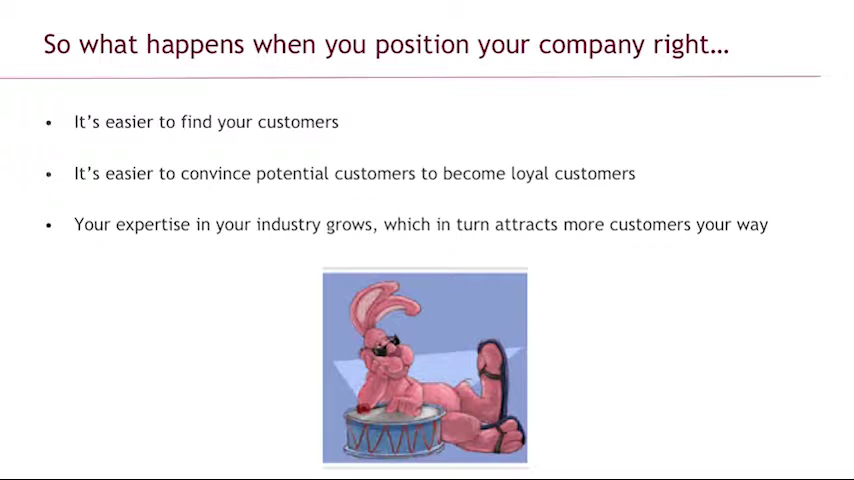 So what happens when you position your company right…
• It’s easier to find your customers
• It’s easier to convince potential customers to become loyal customers
• Your expertise in your industry grows, which in turn attracts more customers your way